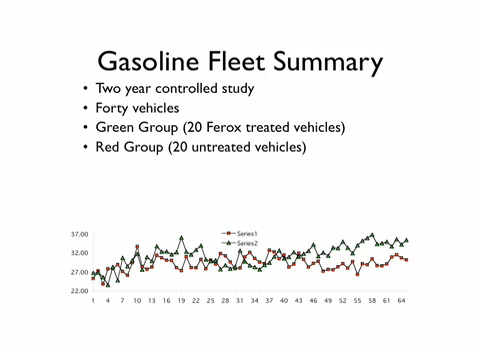 Gasoline Fleet Summary
• Two year controlled study
• Forty vehicles
• Green Group (20 Ferox treated vehicles)
• Red Group (20 untreated vehicles)
Series1
Series2
37.00
32.00
27.00
22.00
1 4 7 10 13 16 19 22 25 28 31 34 37 40 43 46 49 52 55 58 61 64